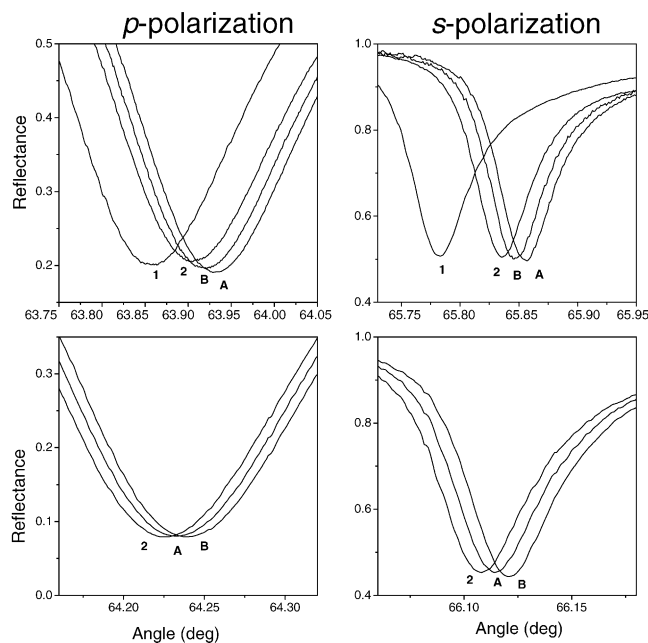 p-polarization s-polarization
0.5
0.4
0.3
0.2
Reflectance
1 2 B A
63.75 63.80 63.85 63.90 63.95 64.00 64.05
1.0
0.8
0.6
0.4
Reflectance
1 2 B A
65.75 65.80 65.85 65.90 65.95
0.3
0.2
0.1
0.0
Reflectance
2 A B
64.20 64.25 64.30
Angle (deg)
1.0
0.8
0.6
0.4
Reflectance
2 A B
66.10 66.15
Angle (deg)